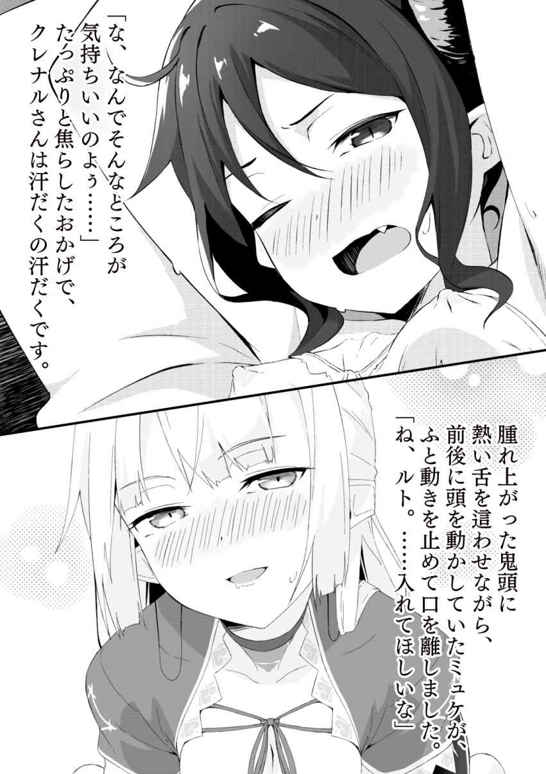 「な、なんでそんなところが
気持ちいいのよぅ……」
たっぷりと焦らしたおかげで、
クレナルさんは汗だくの汗だくです。
腫れ上がった鬼頭に
熱い舌を這わせながら、
前後に頭を動かしていたミュケが、
ふと動きを止めて口を離しました。
「ね、ルト。……入れてほしいな」